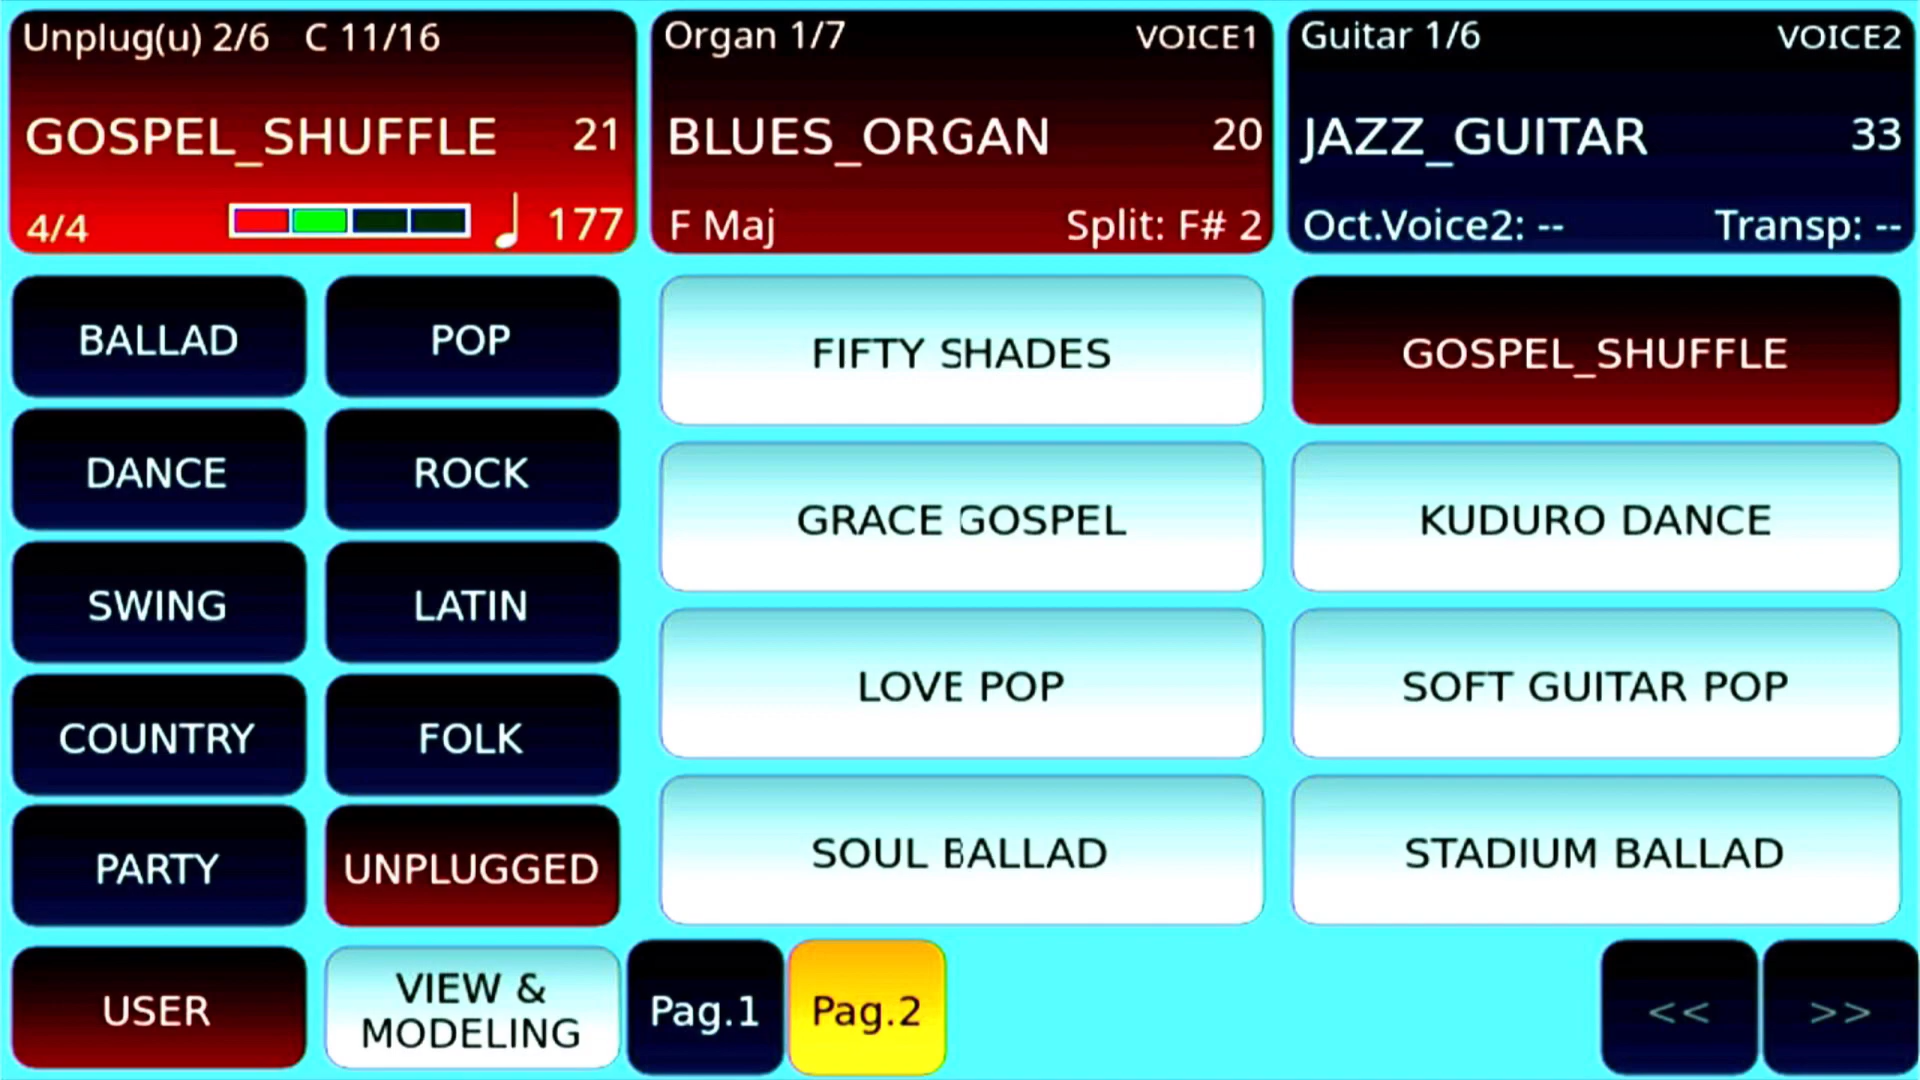 Unplug(u) 2/6 C 11/16
GOSPEL_SHUFFLE 21
4/4 177
Organ 1/7 VOICE1
BLUES_ORGAN 20
F Maj Split: F# 2
Guitar 1/6 VOICE2
JAZZ_GUITAR 33
Oct.Voice2: -- Transp: --
BALLAD POP
DANCE ROCK
SWING LATIN
COUNTRY FOLK
PARTY UNPLUGGED
FIFTY SHADES GOSPEL_SHUFFLE
GRACE GOSPEL KUDURO DANCE
LOVE POP SOFT GUITAR POP
SOUL BALLAD STADIUM BALLAD
USER
VIEW &
MODELING
Pag.1 Pag.2
<< >>